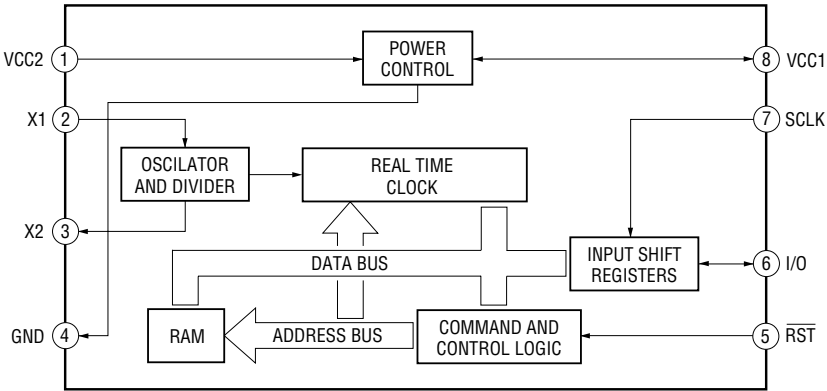 VCC2
1
POWER
CONTROL
8
VCC1
X1
2
7
SCLK
OSCILATOR
AND DIVIDER
REAL TIME
CLOCK
X2
3
DATA BUS
INPUT SHIFT
REGISTERS
6
I/O
GND
4
RAM
ADDRESS BUS
COMMAND AND
CONTROL LOGIC
5
RST